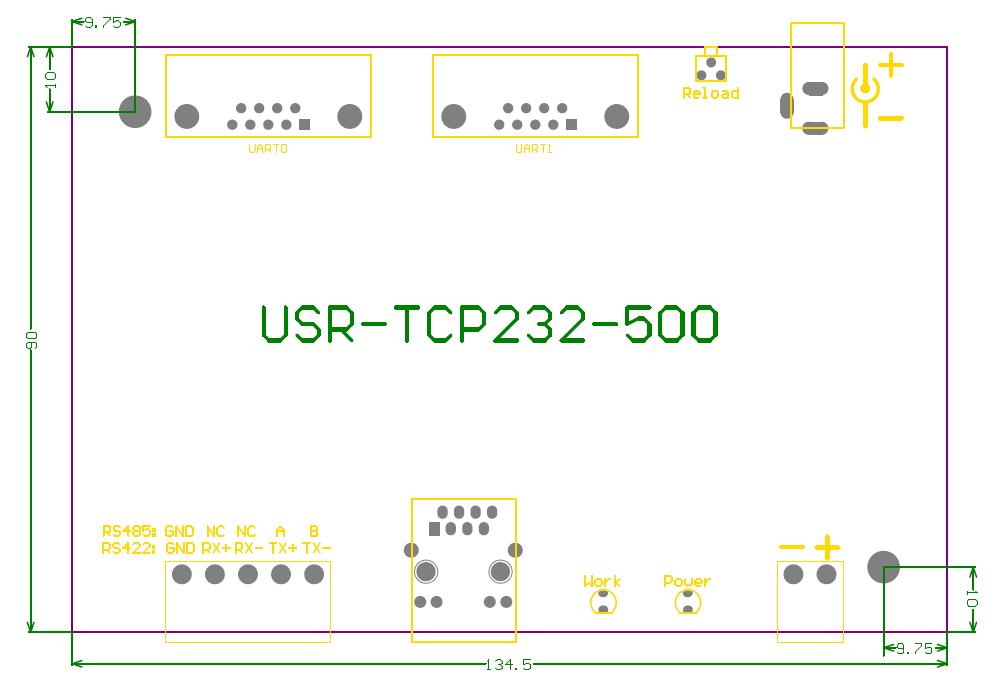 9.75
10
Reload
+
−
UART0
UART1
USR-TCP232-500
90
RS485: GND NC NC A B
RS422: GND RX+ RX- TX+ TX-
− +
Work
Power
10
9.75
134.5